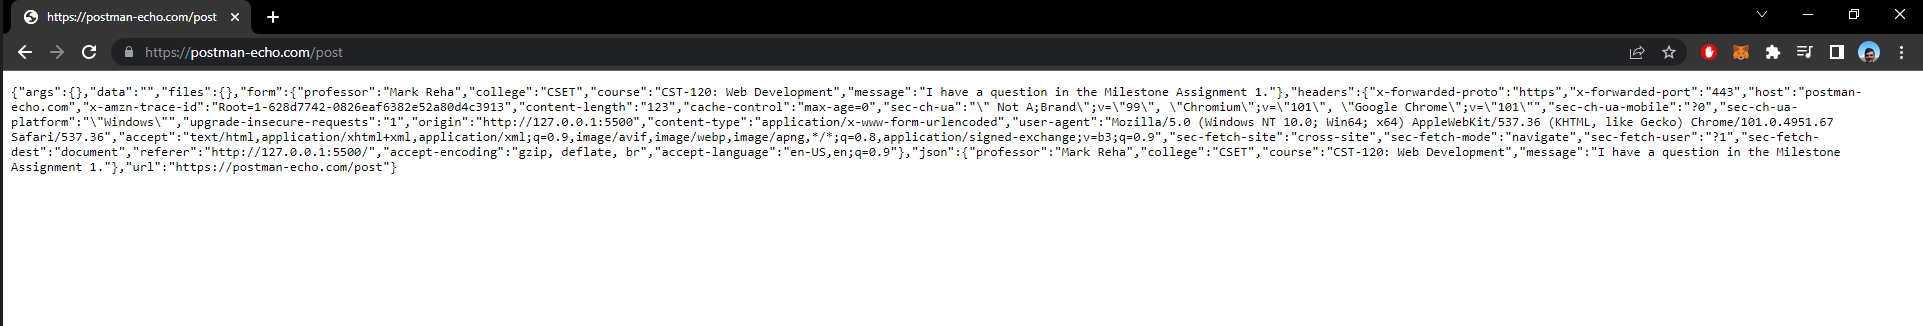 https://postman-echo.com/post
https://postman-echo.com/post
{"args":{},"data":"","files":{},"form":{"professor":"Mark Reha","college":"CSET","course":"CST-120: Web Development","message":"I have a question in the Milestone Assignment 1."},"headers":{"x-forwarded-proto":"https","x-forwarded-port":"443","host":"postman-
echo.com","x-amzn-trace-id":"Root=1-628d7742-0826eaf6382e52a80d4c3913","content-length":"123","cache-control":"max-age=0","sec-ch-ua":"\" Not A;Brand\";v=\"99\", \"Chromium\";v=\"101\", \"Google Chrome\";v=\"101\"","sec-ch-ua-mobile":"?0","sec-ch-ua-
platform":"\"Windows\"","upgrade-insecure-requests":"1","origin":"http://127.0.0.1:5500","content-type":"application/x-www-form-urlencoded","user-agent":"Mozilla/5.0 (Windows NT 10.0; Win64; x64) AppleWebKit/537.36 (KHTML, like Gecko) Chrome/101.0.4951.67
Safari/537.36","accept":"text/html,application/xhtml+xml,application/xml;q=0.9,image/avif,image/webp,image/apng,*/*;q=0.8,application/signed-exchange;v=b3;q=0.9","sec-fetch-site":"cross-site","sec-fetch-mode":"navigate","sec-fetch-user":"?1","sec-fetch-
dest":"document","referer":"http://127.0.0.1:5500/","accept-encoding":"gzip, deflate, br","accept-language":"en-US,en;q=0.9"},"json":{"professor":"Mark Reha","college":"CSET","course":"CST-120: Web Development","message":"I have a question in the Milestone
Assignment 1."},"url":"https://postman-echo.com/post"}